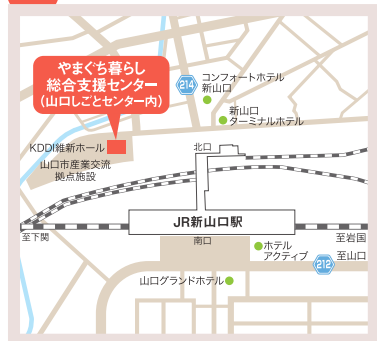 やまぐち暮らし
総合支援センター
(山口しごとセンター内)
214
コンフォートホテル
新山口
新山口
ターミナルホテル
KDDI維新ホール
山口市産業交流
拠点施設
北口
JR新山口駅
南口
至下関
至岩国
至山口
ホテル
アクティブ
212
山口グランドホテル